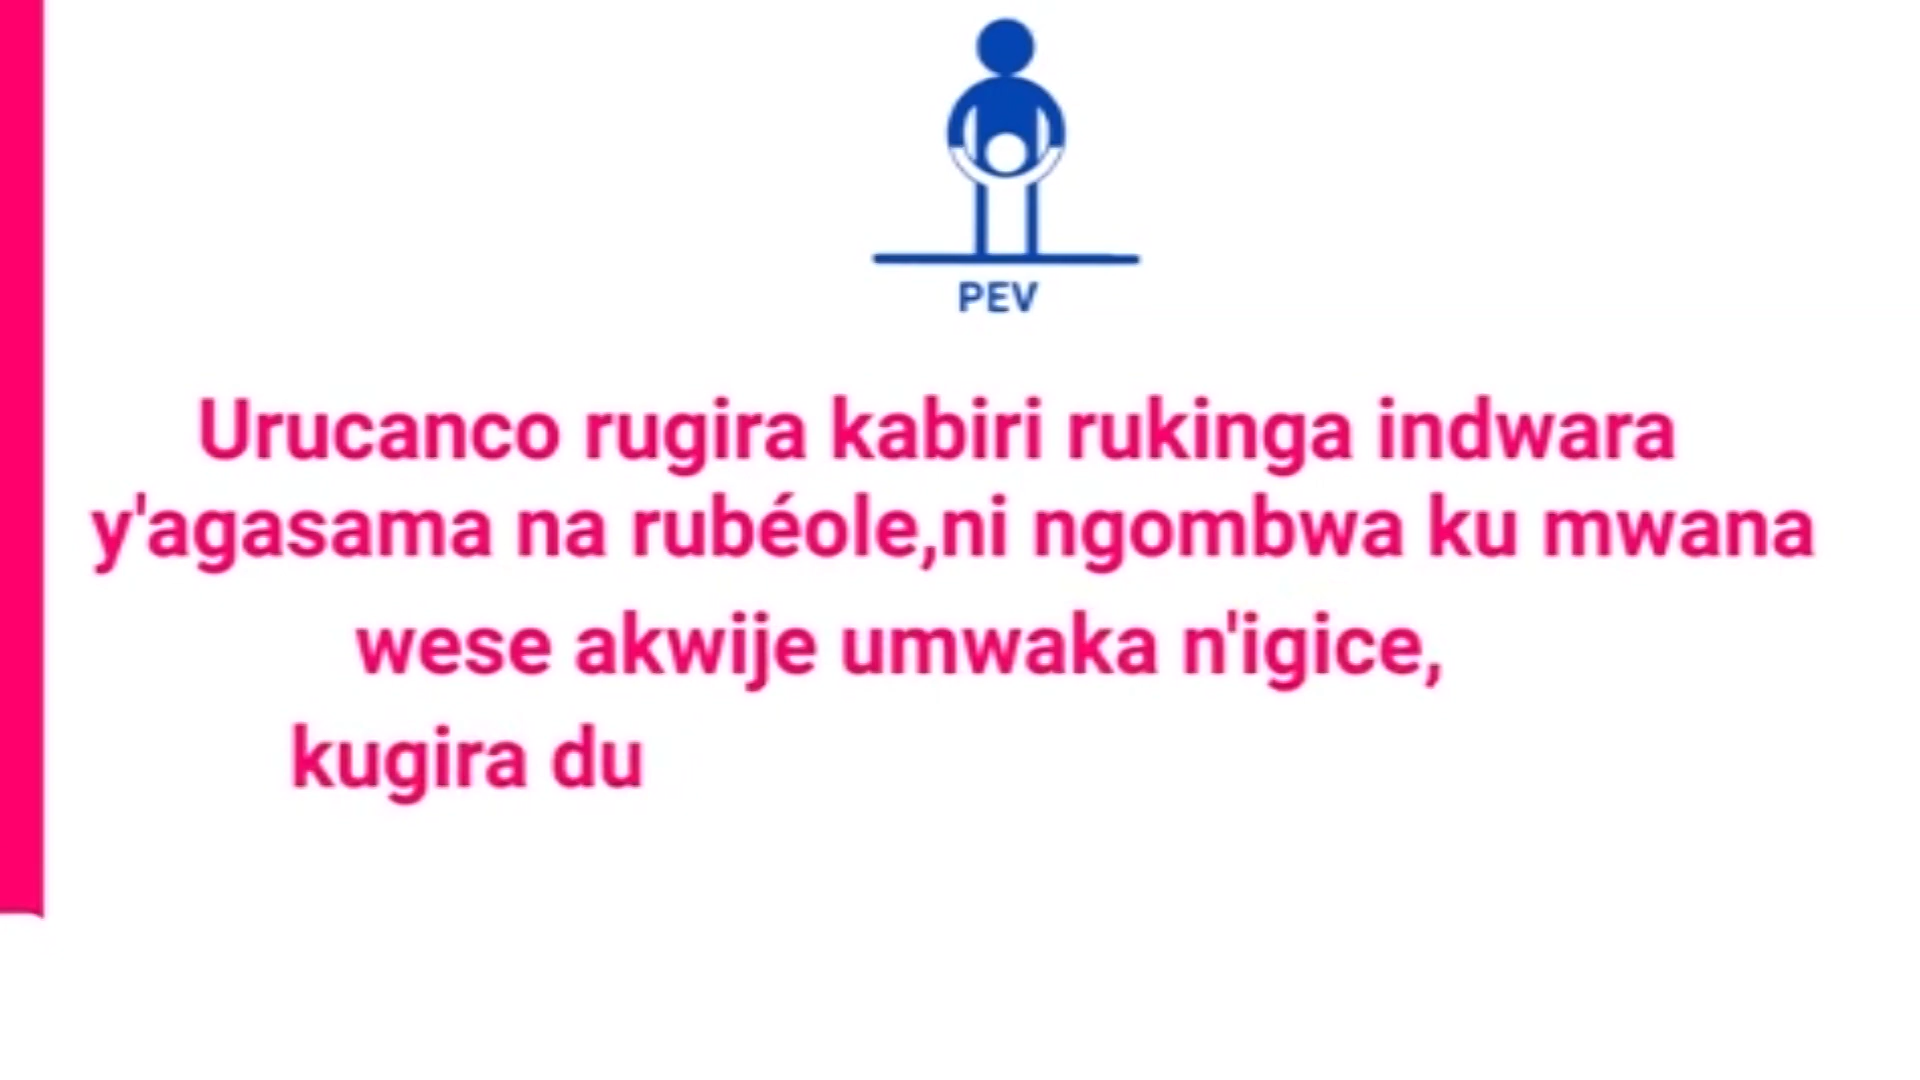 PEV
Urucanco rugira kabiri rukinga indwara
y'agasama na rubéole,ni ngombwa ku mwana
wese akwije umwaka n'igice,
kugira du